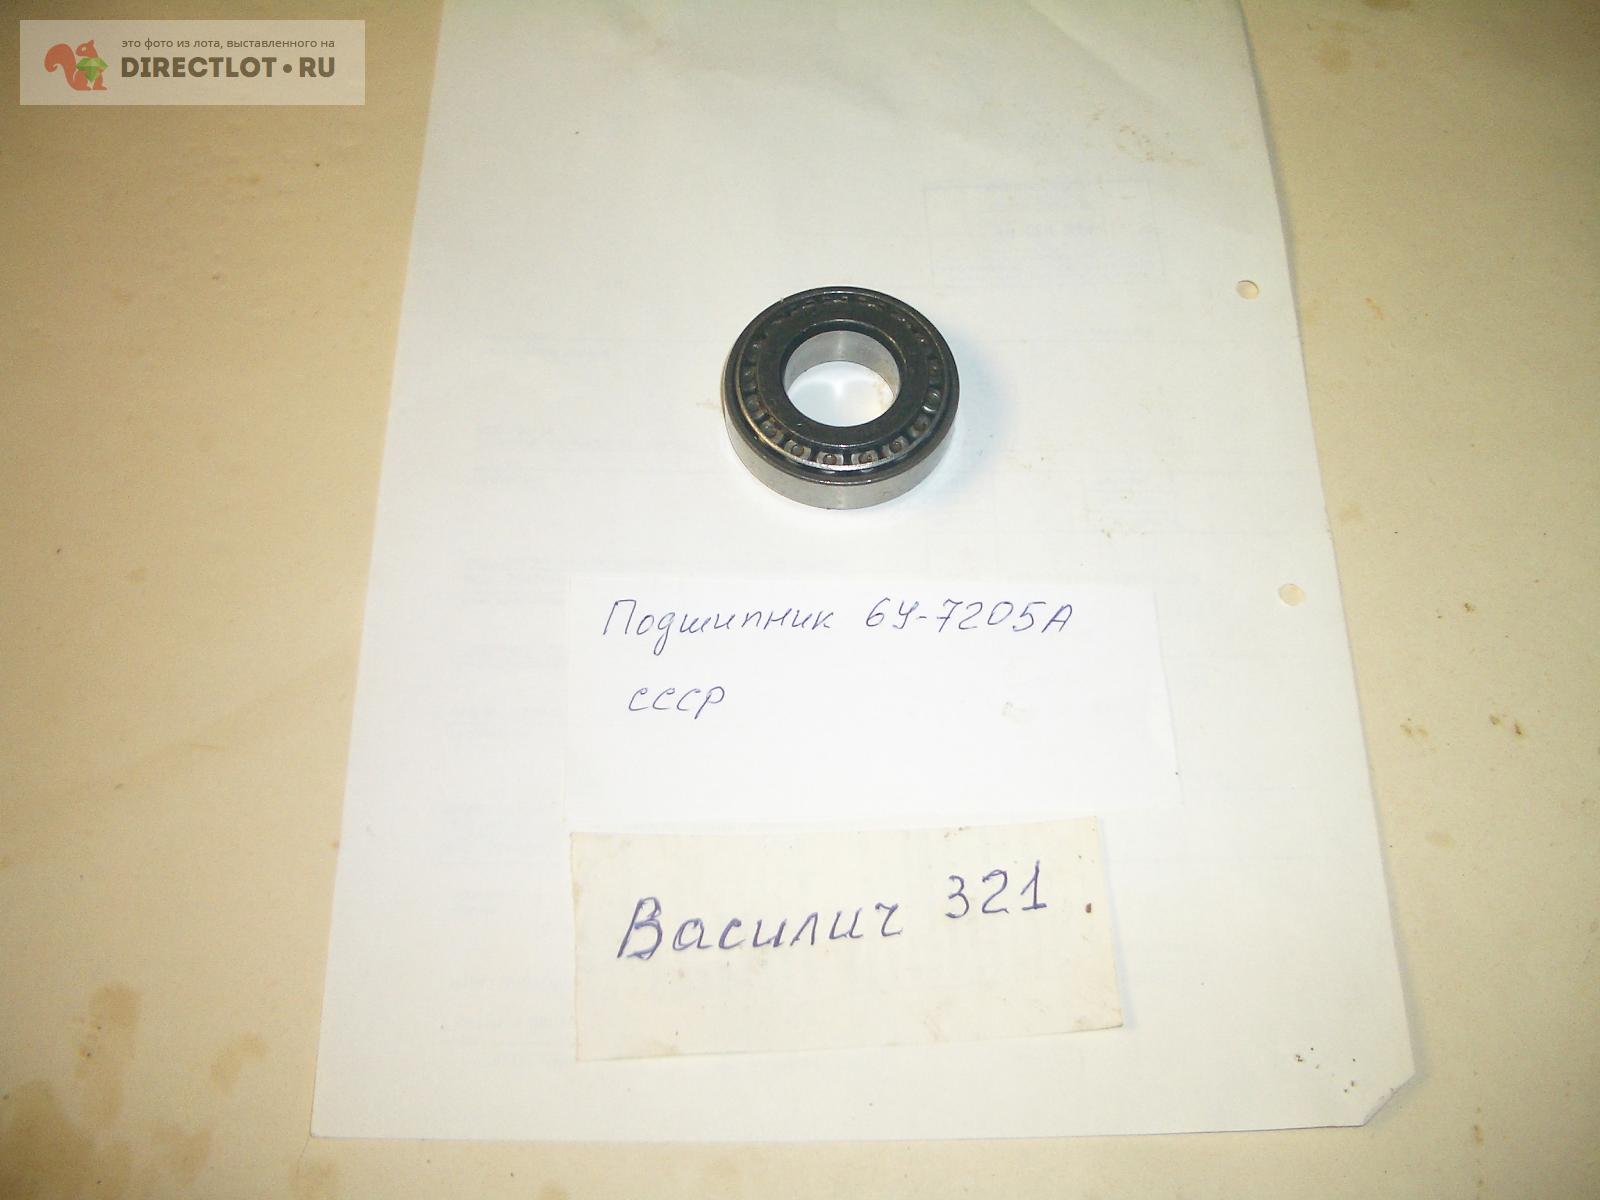 это фото из лота, выставленного на
DIRECTLOT•RU
Подшипник 6У-7205А
СССР
Василич 321